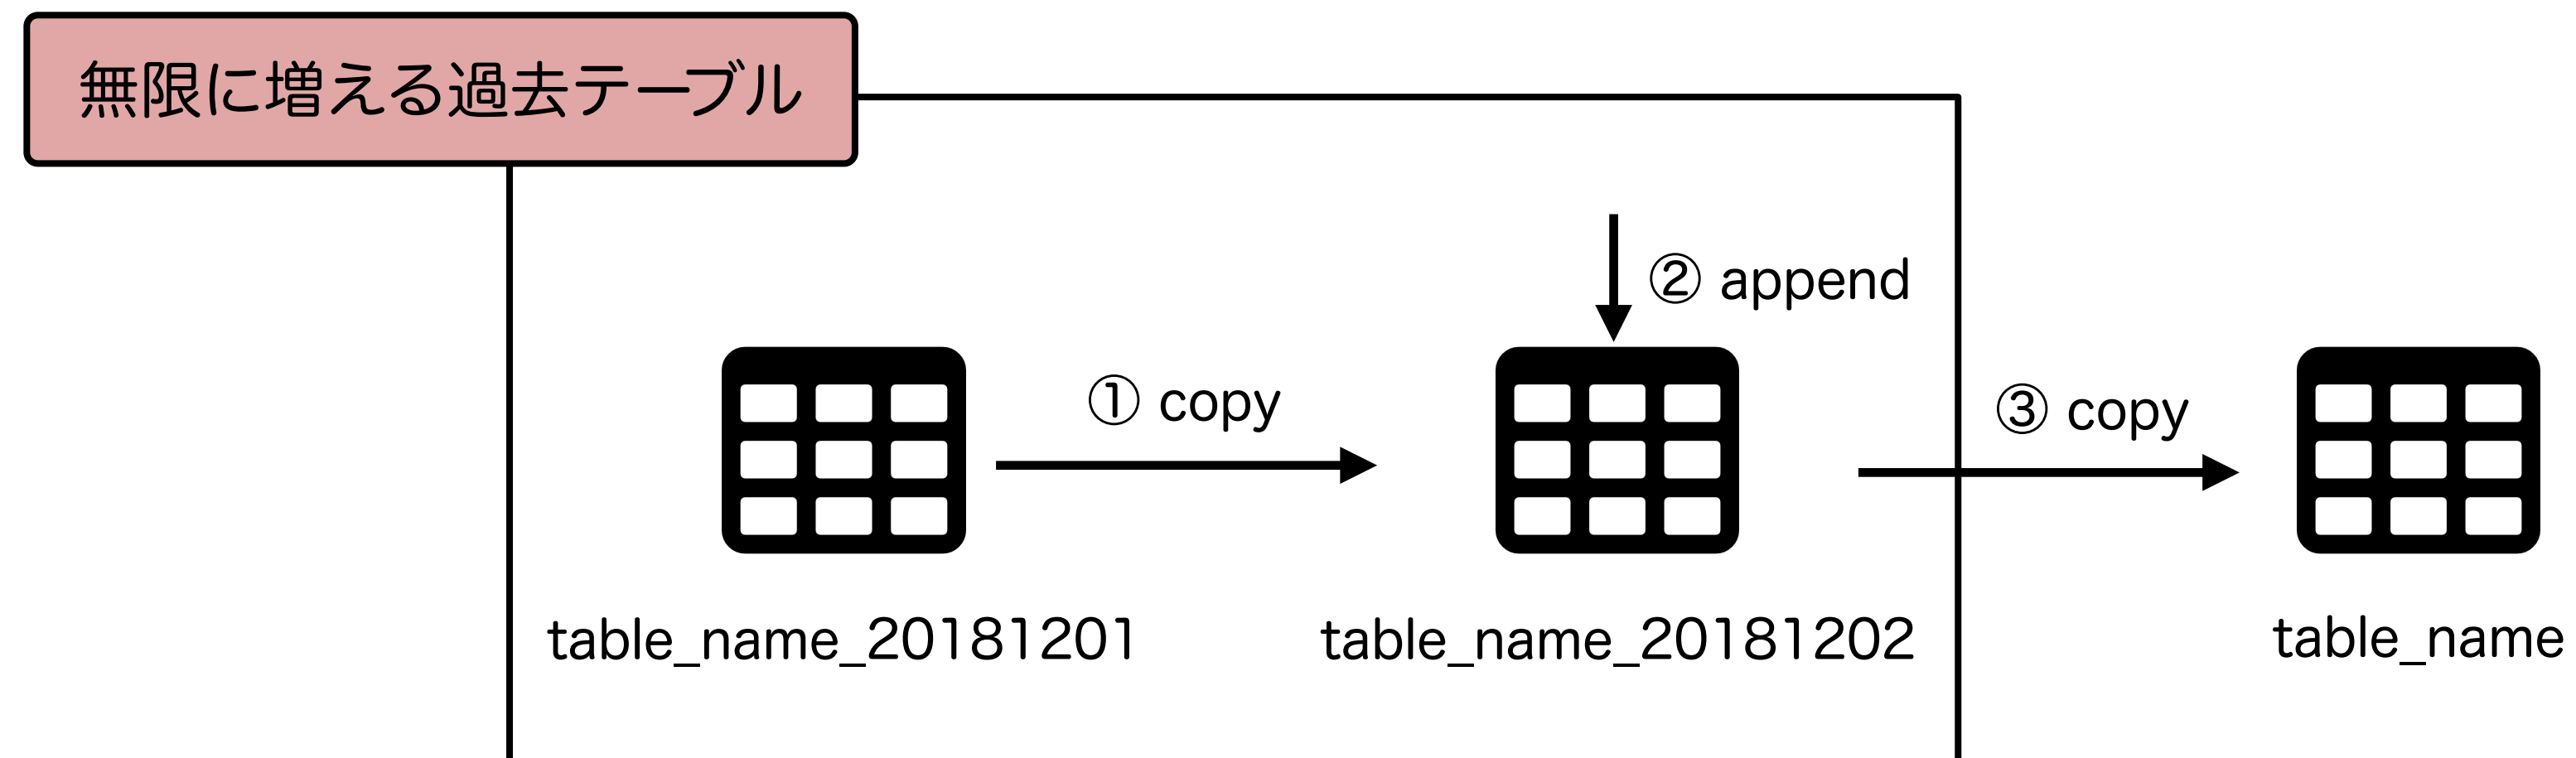 無限に増える過去テーブル
② append
① copy
③ copy
table_name_20181201
table_name_20181202
table_name